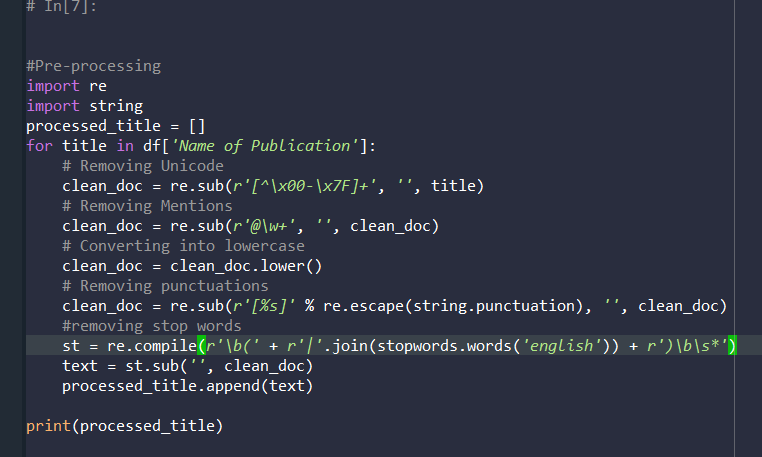 # In[7]:
#Pre-processing
import re
import string
processed_title = []
for title in df['Name of Publication']:
    # Removing Unicode
    clean_doc = re.sub(r'[^\x00-\x7F]+', '', title)
    # Removing Mentions
    clean_doc = re.sub(r'@\w+', '', clean_doc)
    # Converting into lowercase
    clean_doc = clean_doc.lower()
    # Removing punctuations
    clean_doc = re.sub(r'[%s]' % re.escape(string.punctuation), '', clean_doc)
    #removing stop words
    st = re.compile(r'\b(' + r'|'.join(stopwords.words('english')) + r')\b\s*')
    text = st.sub('', clean_doc)
    processed_title.append(text)
print(processed_title)